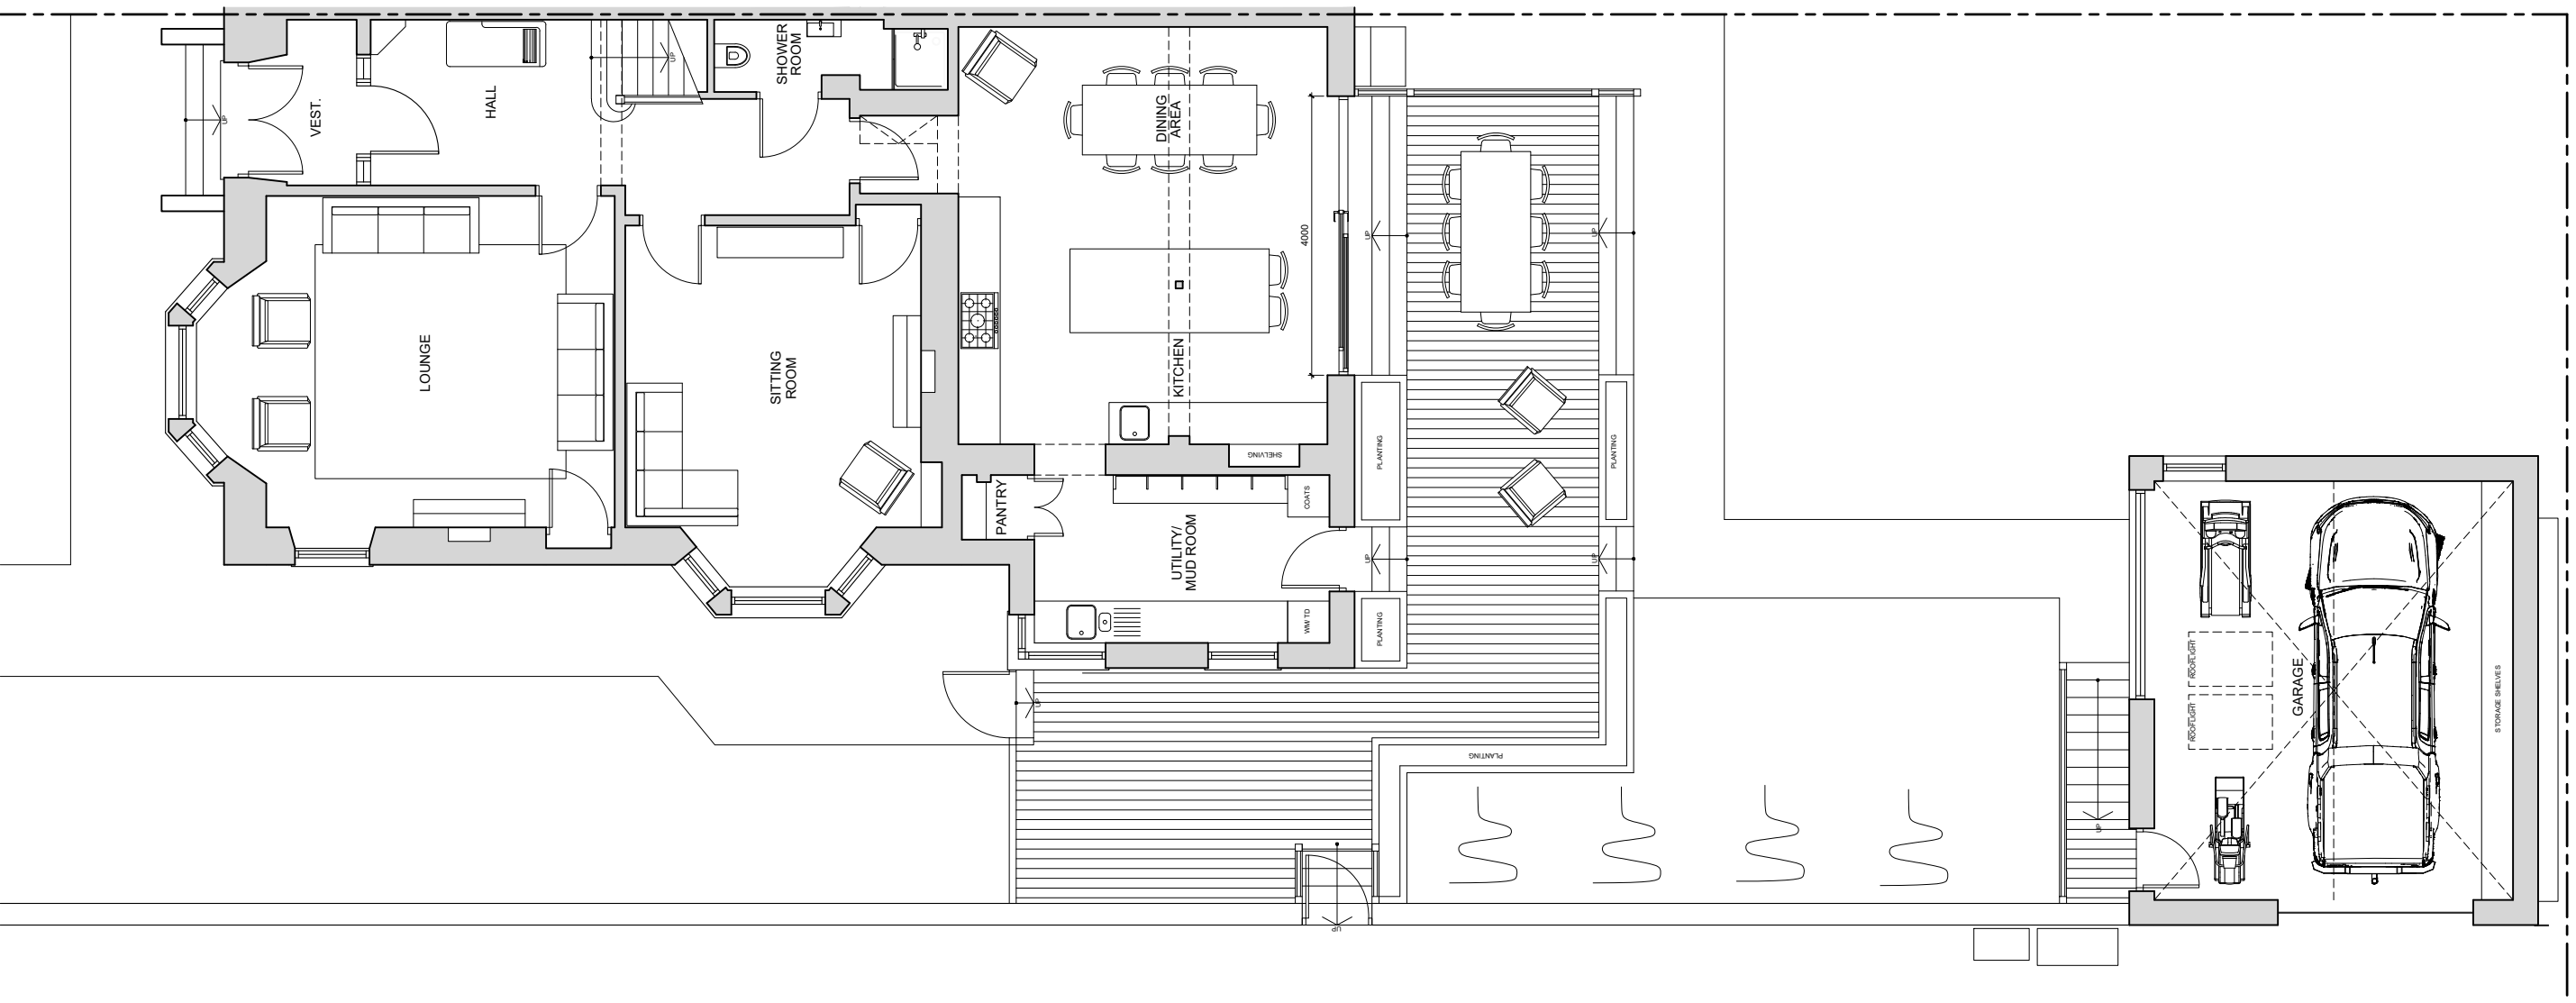 UP
VEST.
HALL
UP
SHOWER
ROOM
DINING
AREA
4000
UP
UP
LOUNGE
SITTING
ROOM
KITCHEN
SHELVING
PLANTING
PLANTING
PANTRY
COATS
UTILITY/
MUD ROOM
UP
UP
WM/ TD
PLANTING
UP
PLANTING
UP
UP
ROOFLIGHT
ROOFLIGHT
GARAGE
STORAGE SHELVES